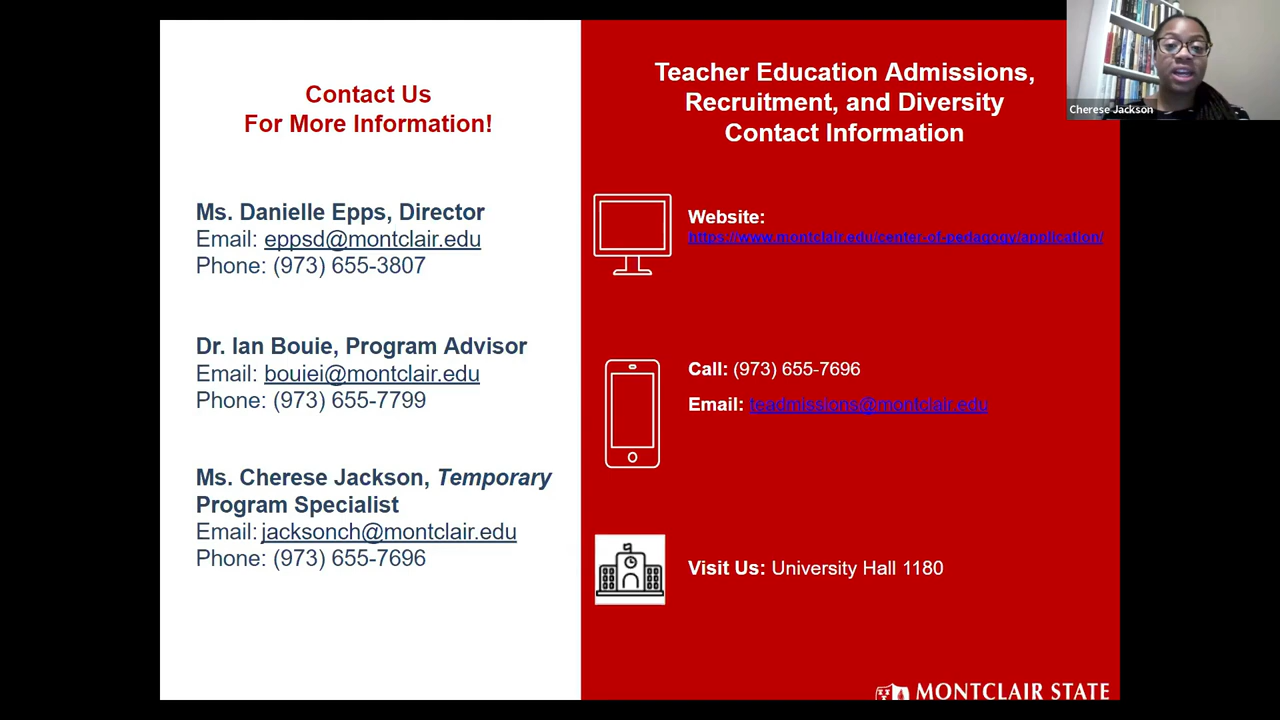 Contact Us
For More Information!
Ms. Danielle Epps, Director
Email: eppsd@montclair.edu
Phone: (973) 655-3807
Dr. Ian Bouie, Program Advisor
Email: bouiei@montclair.edu
Phone: (973) 655-7799
Ms. Cherese Jackson, Temporary
Program Specialist
Email: jacksonch@montclair.edu
Phone: (973) 655-7696
Teacher Education Admissions,
Recruitment, and Diversity
Contact Information
Website:
https://www.montclair.edu/center-of-pedagogy/application/
Call: (973) 655-7696
Email: teadmissions@montclair.edu
Visit Us: University Hall 1180
MONTCLAIR STATE
Cherese Jackson